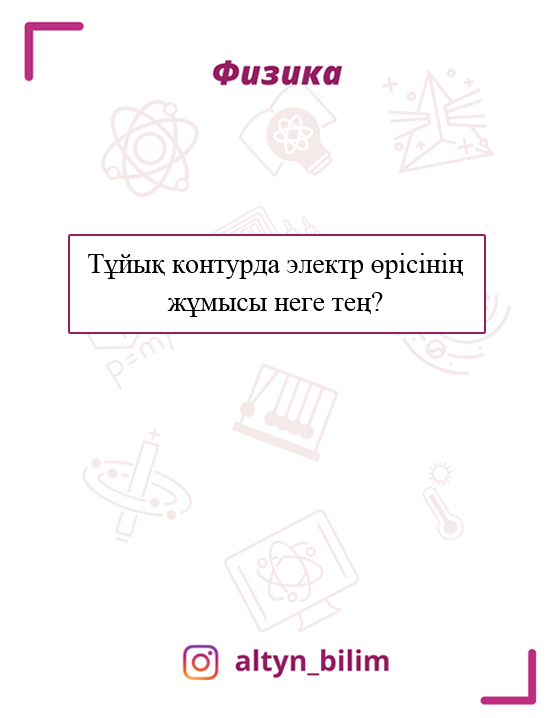 Физика
Тұйық контурда электр өрісінің
жұмысы неге тең?
p=m/
altyn_bilim